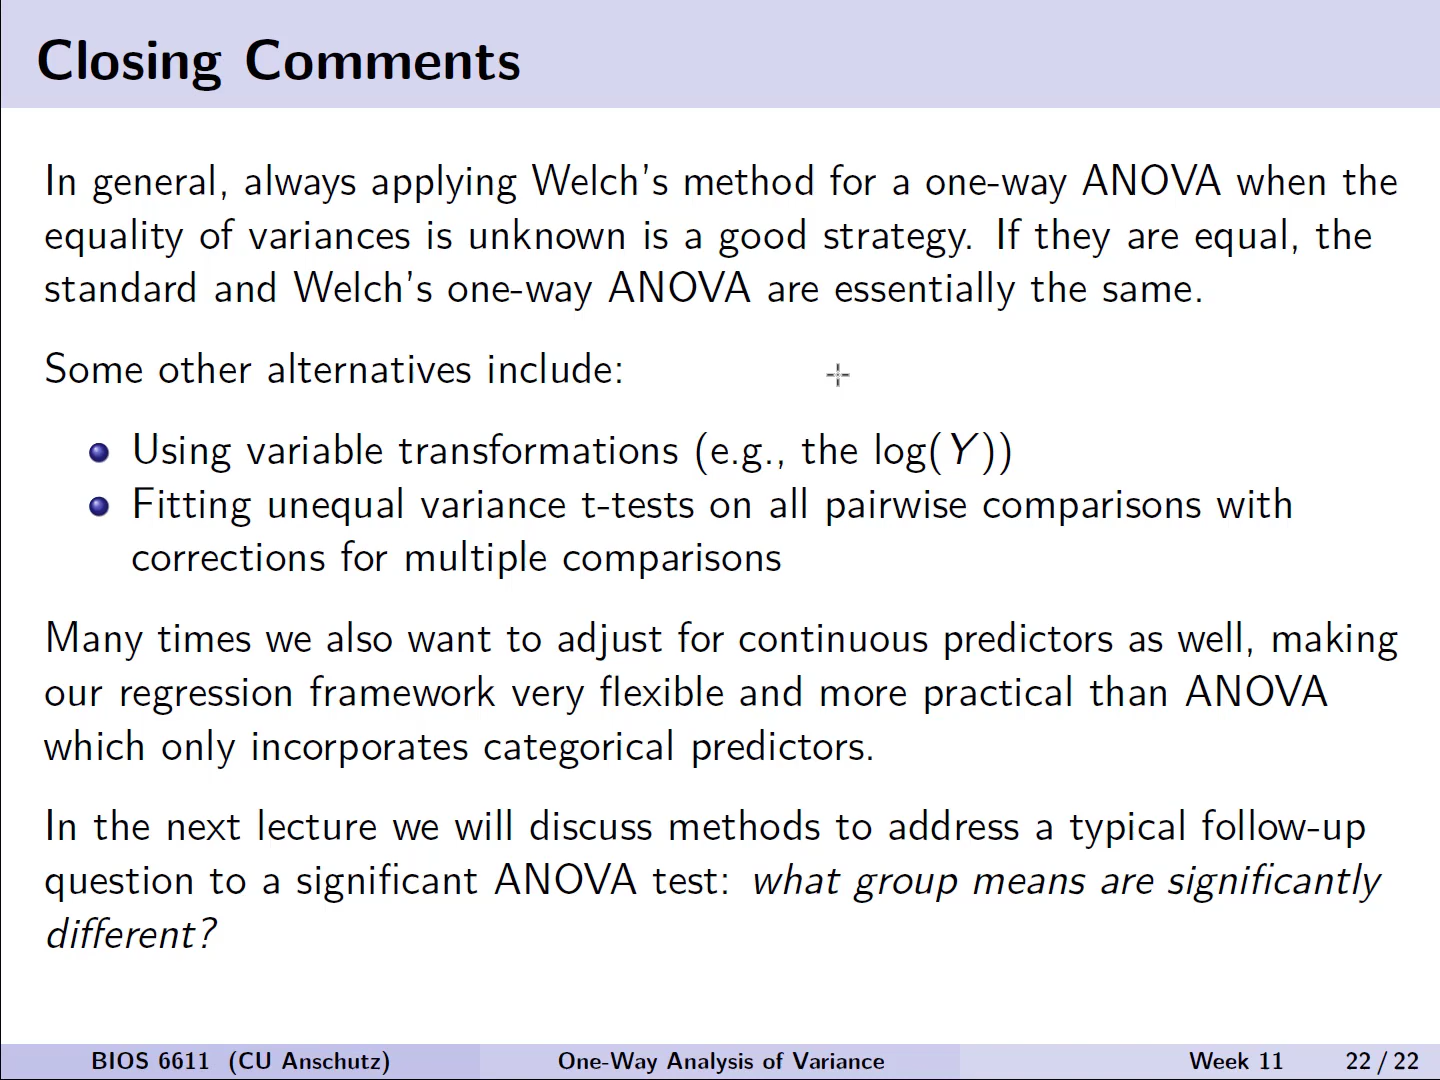 Closing Comments
In general, always applying Welch's method for a one-way ANOVA when the
equality of variances is unknown is a good strategy. If they are equal, the
standard and Welch's one-way ANOVA are essentially the same.
Some other alternatives include:
Using variable transformations (e.g., the log(Y))
Fitting unequal variance t-tests on all pairwise comparisons with
corrections for multiple comparisons
Many times we also want to adjust for continuous predictors as well, making
our regression framework very flexible and more practical than ANOVA
which only incorporates categorical predictors.
In the next lecture we will discuss methods to address a typical follow-up
question to a significant ANOVA test: what group means are significantly
different?
BIOS 6611 (CU Anschutz) One-Way Analysis of Variance Week 11 22 / 22